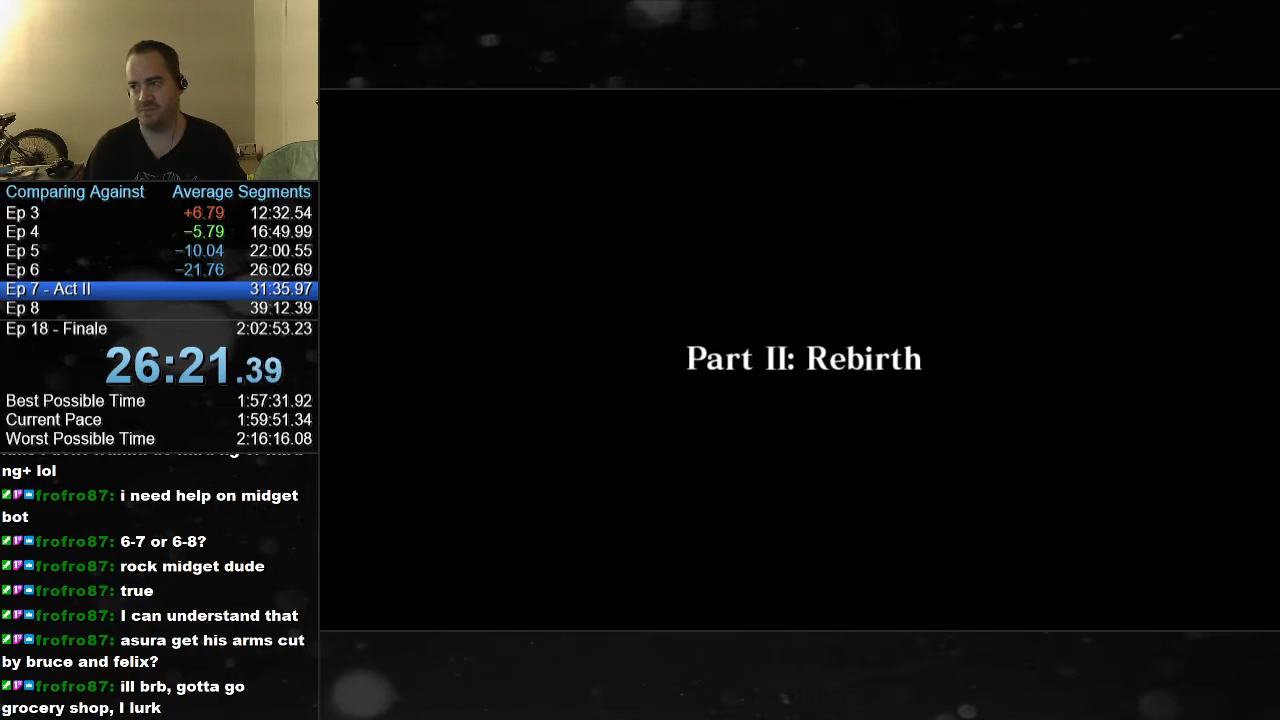 Comparing Against Average Segments
Ep 3 +6.79 12:32.54
Ep 4 −5.79 16:49.99
Ep 5 −10.04 22:00.55
Ep 6 −21.76 26:02.69
Ep 7 - Act II 31:35.97
Ep 8 39:12.39
Ep 18 - Finale 2:02:53.23
26:21.39
Best Possible Time 1:57:31.92
Current Pace 1:59:51.34
Worst Possible Time 2:16:16.08
ng+ lol
frofro87: i need help on midget
bot
frofro87: 6-7 or 6-8?
frofro87: rock midget dude
frofro87: true
frofro87: I can understand that
frofro87: asura get his arms cut
by bruce and felix?
frofro87: ill brb, gotta go
grocery shop, I lurk
Part II: Rebirth